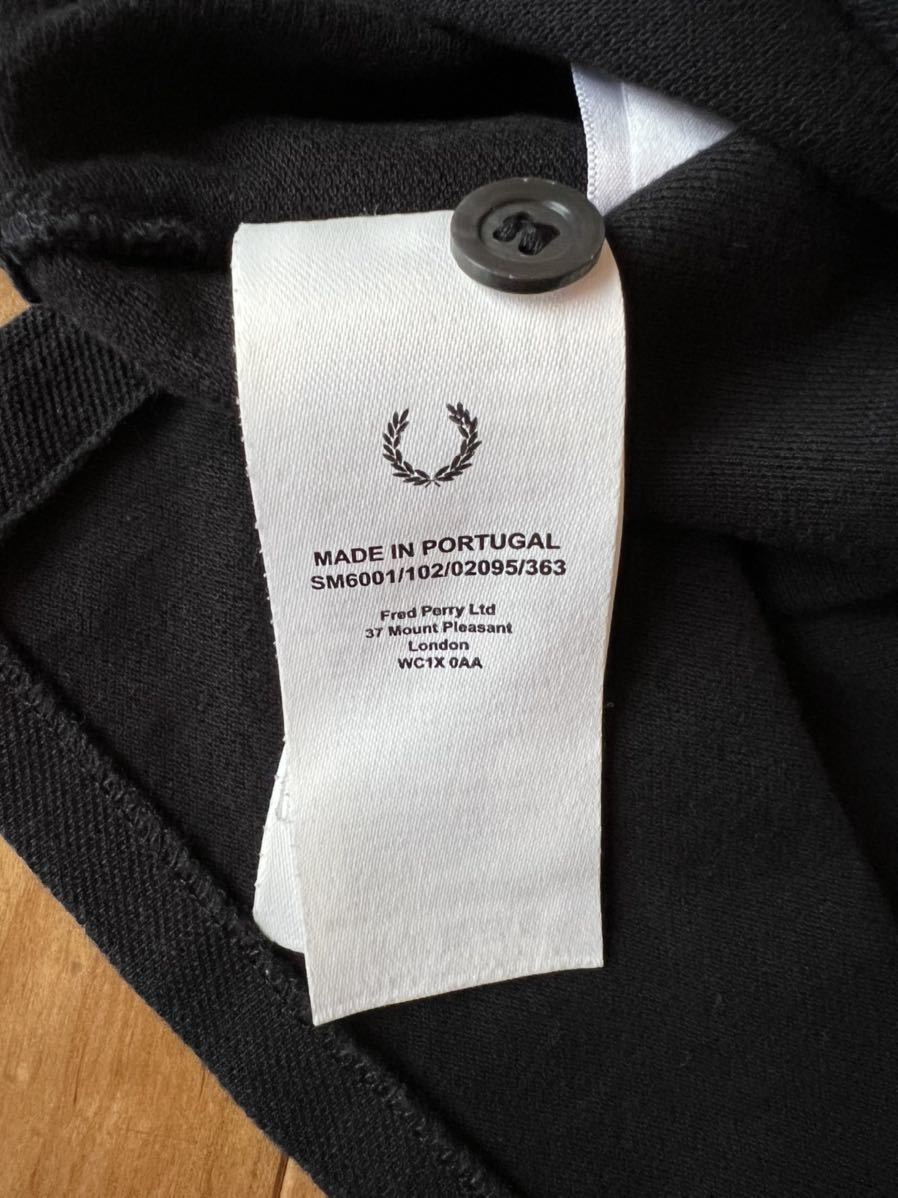 MADE IN PORTUGAL
SM6001/102/02095/363
Fred Perry Ltd
37 Mount Pleasant
London
WC1X 0AA